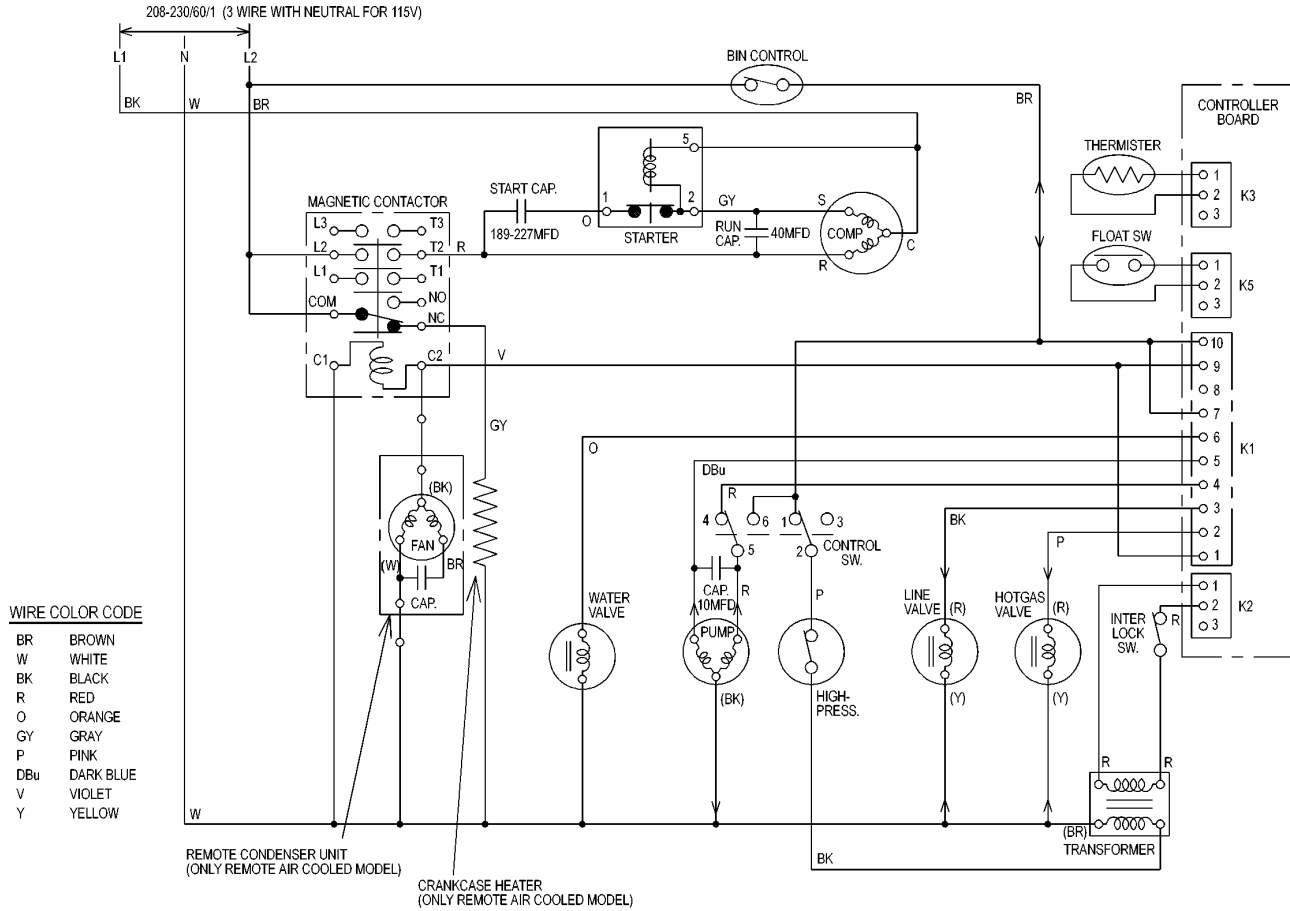 208-230/60/1 (3 WIRE WITH NEUTRAL FOR 115V)
L1 N L2
BK W BR
BIN CONTROL
BR
CONTROLLER
BOARD
THERMISTER
1
2
3
K3
FLOAT SW
1
2
3
K5
MAGNETIC CONTACTOR
L3 T3
L2 T2 R
L1 T1
COM NO
NC
C1 C2 V
START CAP.
189-227MFD
O
1 5 2
STARTER
GY
RUN
CAP.
40MFD
S
COMP
R
C
10
9
8
7
6
5
4
3
2
1
K1
GY
O
DBu
R
4 6 1 3
5 2
CONTROL
SW.
BK
P
(BK)
FAN
(W) BR
CAP.
CAP.
10MFD
R
P
WATER
VALVE
PUMP
(BK)
HIGH-
PRESS.
LINE
VALVE (R)
(Y)
HOTGAS
VALVE (R)
(Y)
INTER
LOCK
SW.
R
1
2
3
K2
R R
(BR)
TRANSFORMER
BK
W
WIRE COLOR CODE
BR BROWN
W WHITE
BK BLACK
R RED
O ORANGE
GY GRAY
P PINK
DBu DARK BLUE
V VIOLET
Y YELLOW
REMOTE CONDENSER UNIT
(ONLY REMOTE AIR COOLED MODEL)
CRANKCASE HEATER
(ONLY REMOTE AIR COOLED MODEL)